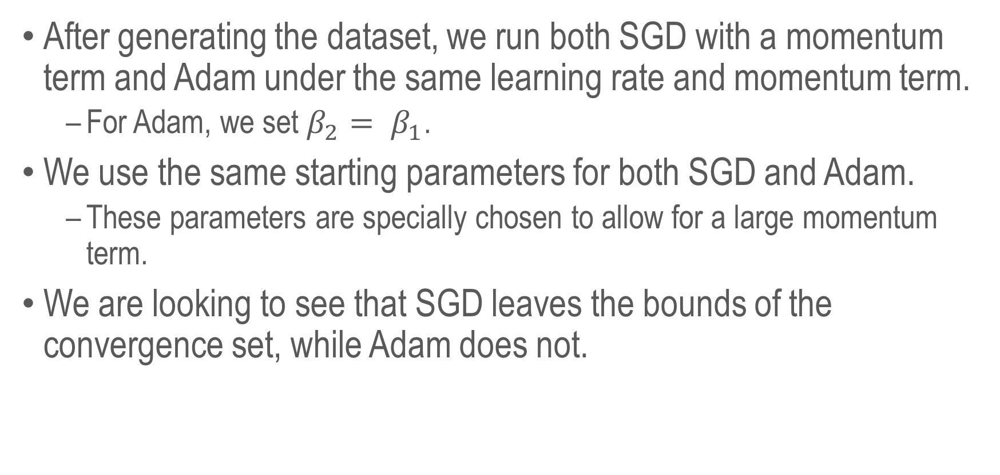 • After generating the dataset, we run both SGD with a momentum
term and Adam under the same learning rate and momentum term.
– For Adam, we set β₂ = β₁.
• We use the same starting parameters for both SGD and Adam.
– These parameters are specially chosen to allow for a large momentum
term.
• We are looking to see that SGD leaves the bounds of the
convergence set, while Adam does not.